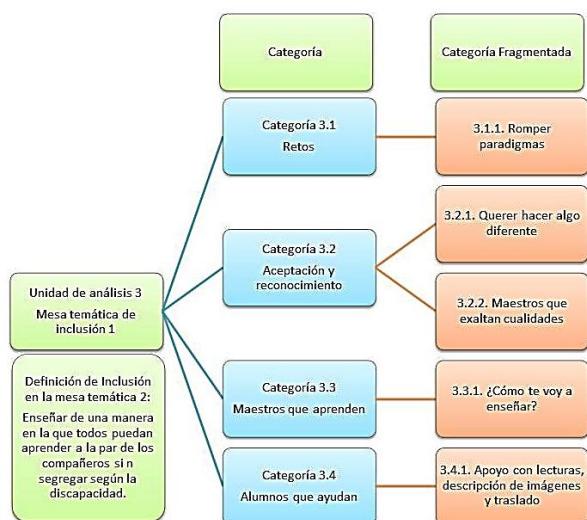 Categoría
Categoría Fragmentada
Categoría 3.1
Retos
3.1.1. Romper
paradigmas
Categoría 3.2
Aceptación y
reconocimiento
3.2.1. Querer hacer algo
diferente
3.2.2. Maestros que
exaltan cualidades
Unidad de análisis 3
Mesa temática de
inclusión 1
Definición de Inclusión
en la mesa temática 2:
Enseñar de una manera
en la que todos puedan
aprender a la par de los
compañeros si n
segregar según la
discapacidad.
Categoría 3.3
Maestros que aprenden
3.3.1. ¿Cómo te voy a
enseñar?
Categoría 3.4
Alumnos que ayudan
3.4.1. Apoyo con lecturas,
descripción de imágenes
y traslado